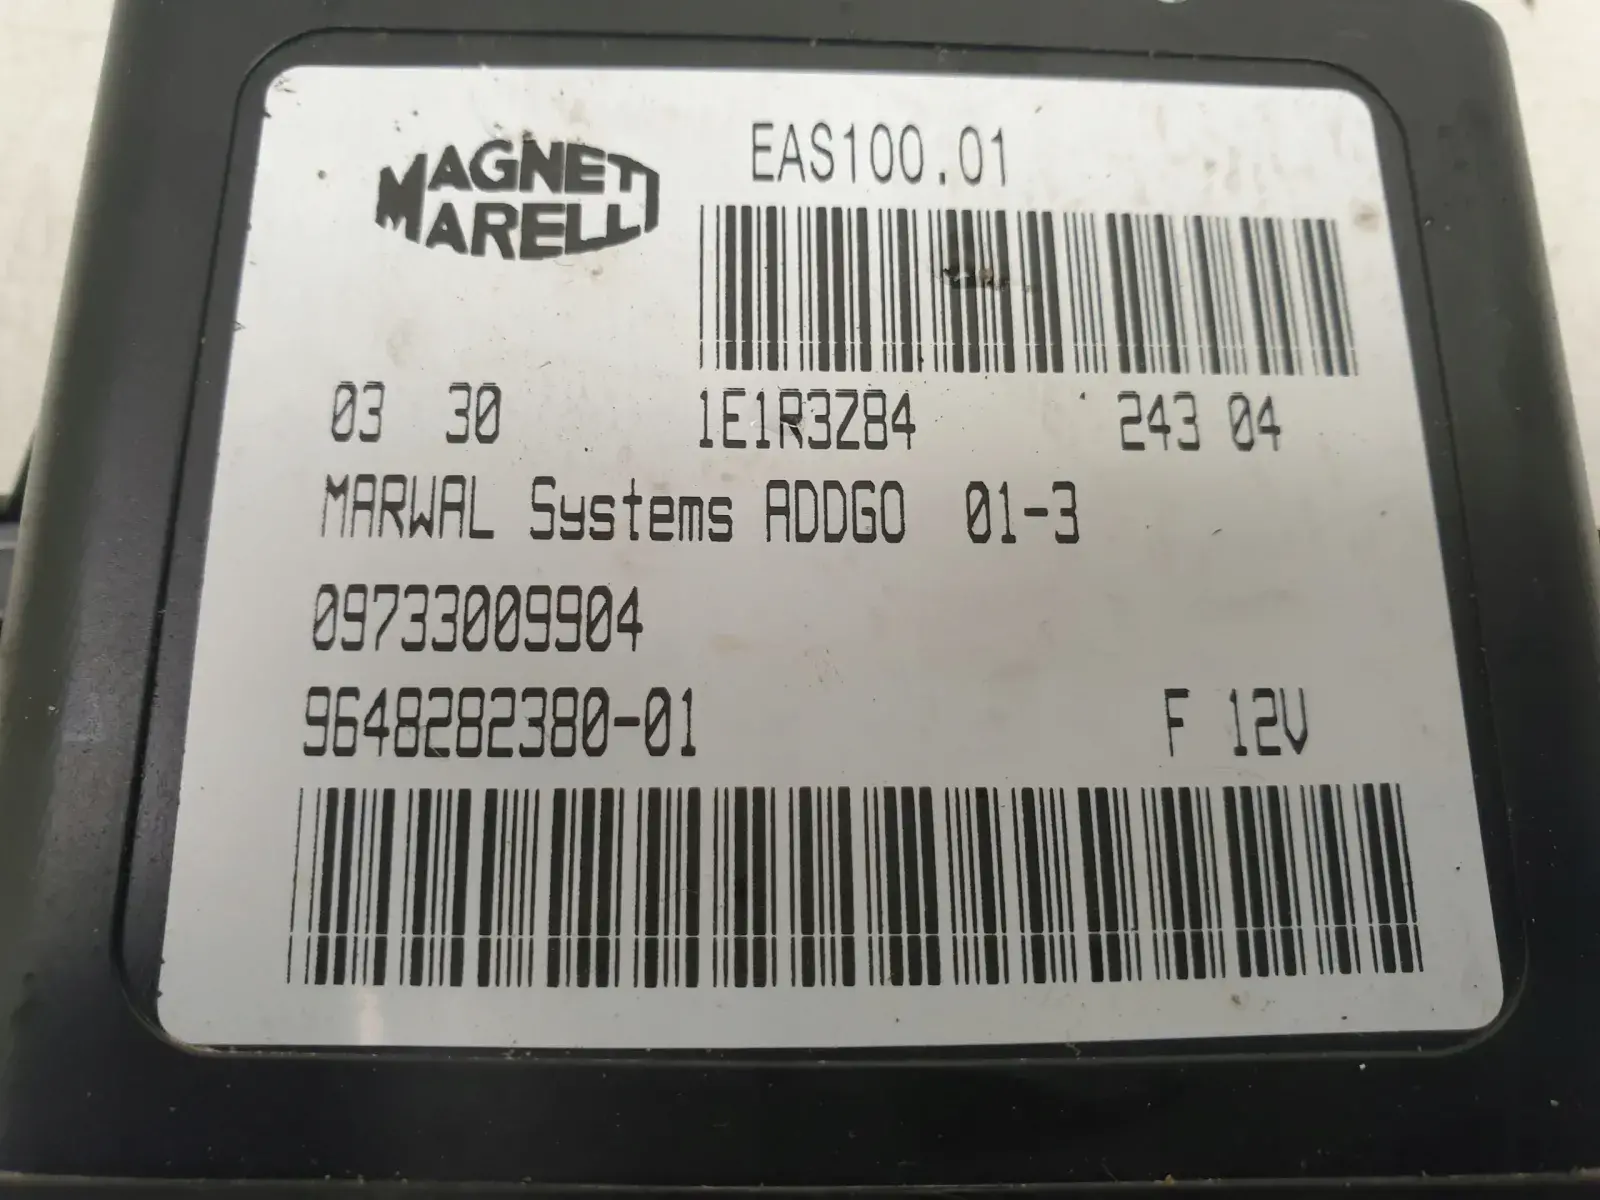 MAGNETI
MARELLI
EAS100.01
03 30 1E1R3Z84 243 04
MARWAL Systems ADDGO 01-3
09733009904
9648282380-01 F 12V